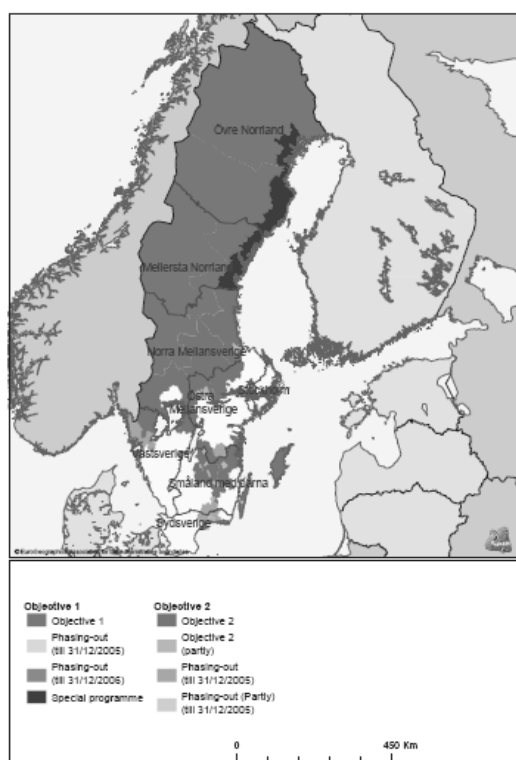 Övre Norrland
Mellersta Norrland
Norra Mellansverige
Stockholm
Östra
Mellansverige
Västsverige
Småland med öarna
Sydsverige
Objective 1
Objective 1
Phasing-out
(till 31/12/2005)
Phasing-out
(till 31/12/2006)
Special programme
Objective 2
Objective 2
Objective 2
(partly)
Phasing-out
(till 31/12/2005)
Phasing-out (Partly)
(till 31/12/2005)
0
450 Km